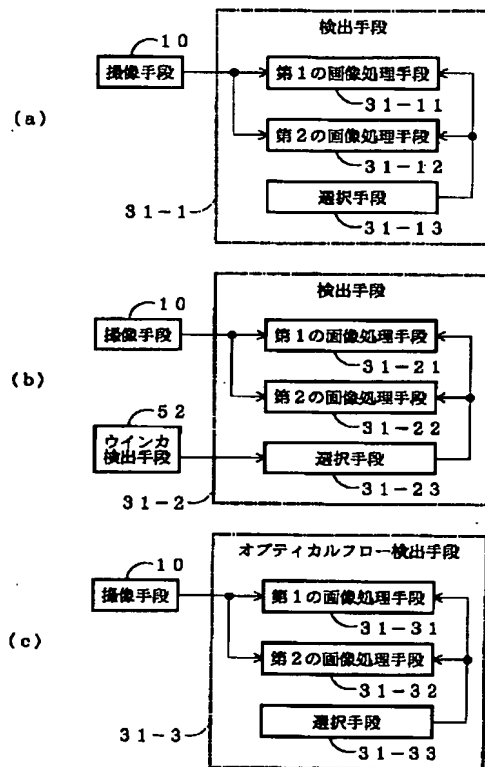 検出手段
10
撮像手段
第1の画像処理手段
31-11
(a)
第2の画像処理手段
31-12
選択手段
31-1
31-13
検出手段
10
撮像手段
第1の画像処理手段
31-21
(b)
第2の画像処理手段
52
31-22
ウインカ
検出手段
選択手段
31-2
31-23
オプティカルフロー検出手段
10
撮像手段
第1の画像処理手段
31-31
(c)
第2の画像処理手段
31-32
選択手段
31-3
31-33